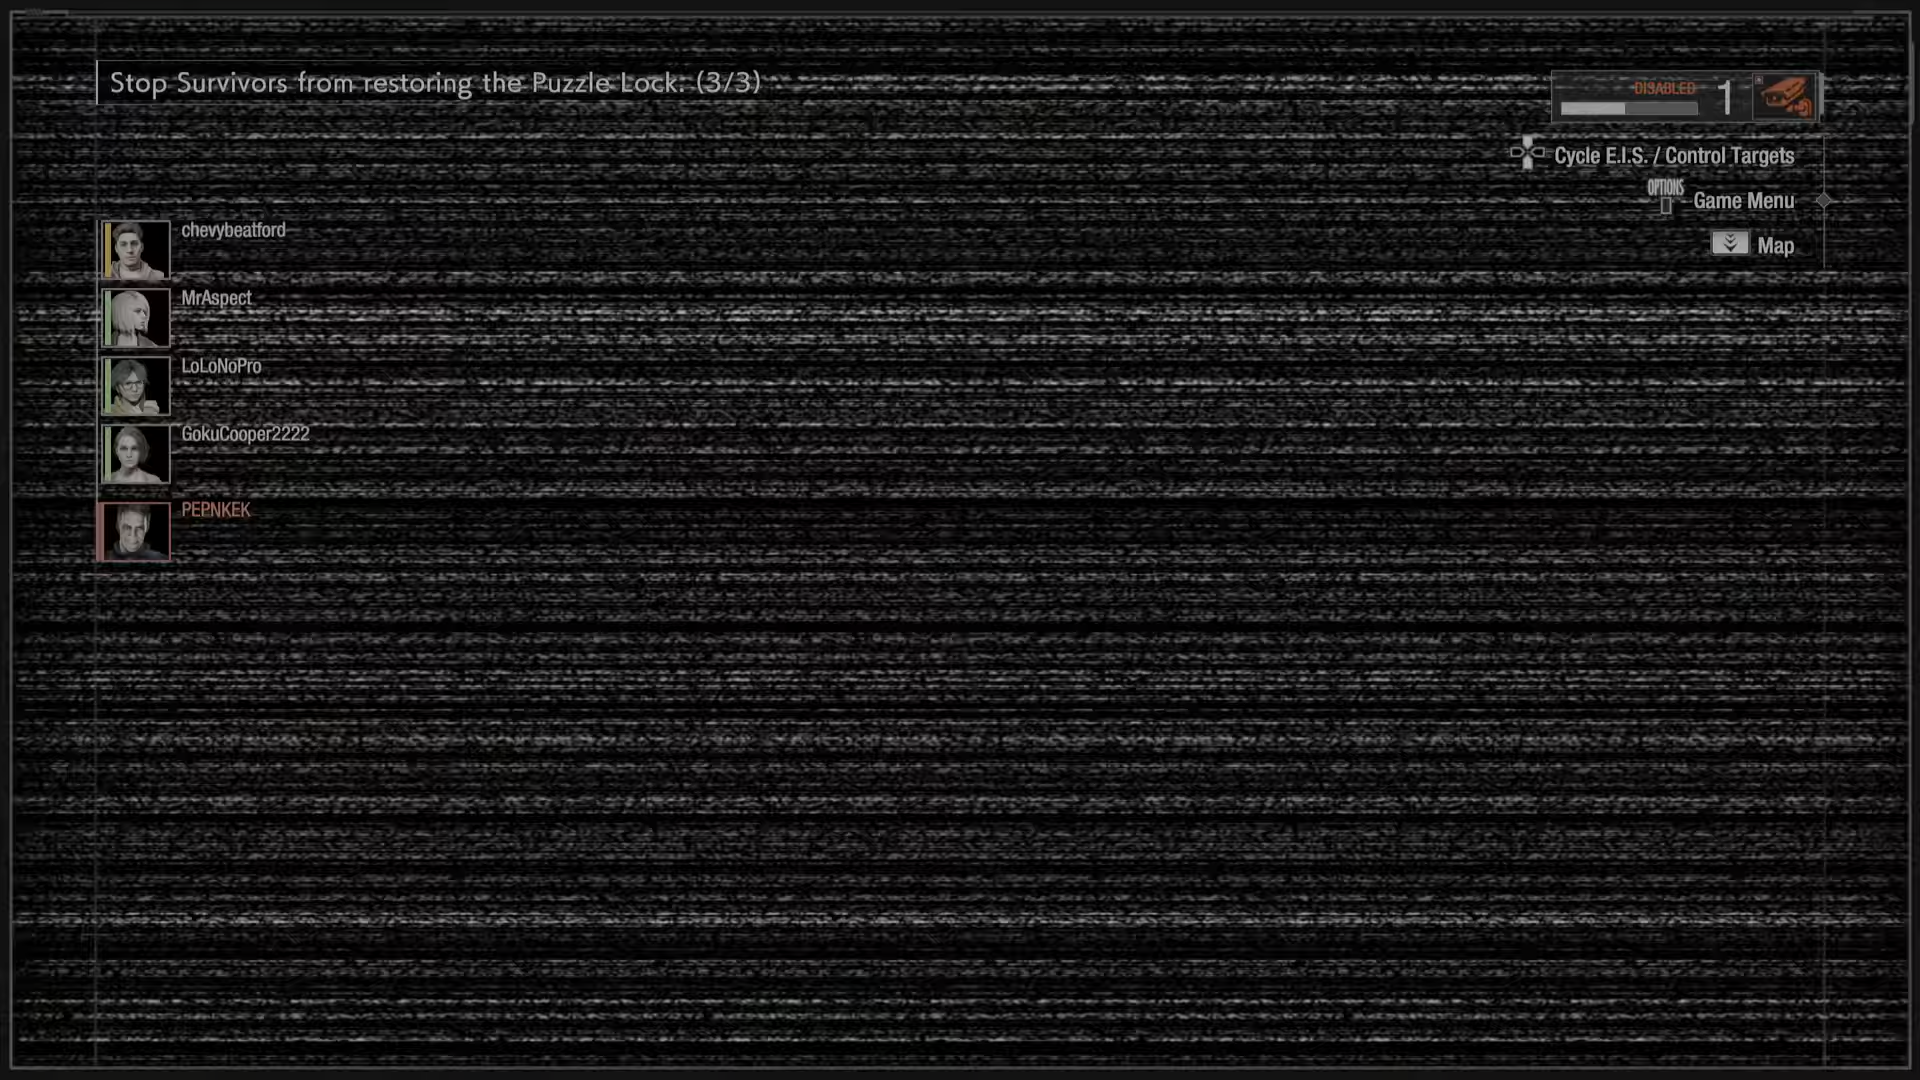 Stop Survivors from restoring the Puzzle Lock: (3/3)
DISABLED
1
Cycle E.I.S. / Control Targets
OPTIONS
Game Menu
Map
chevybeatford
MrAspect
LoLoNoPro
GokuCooper2222
PEPNKEK